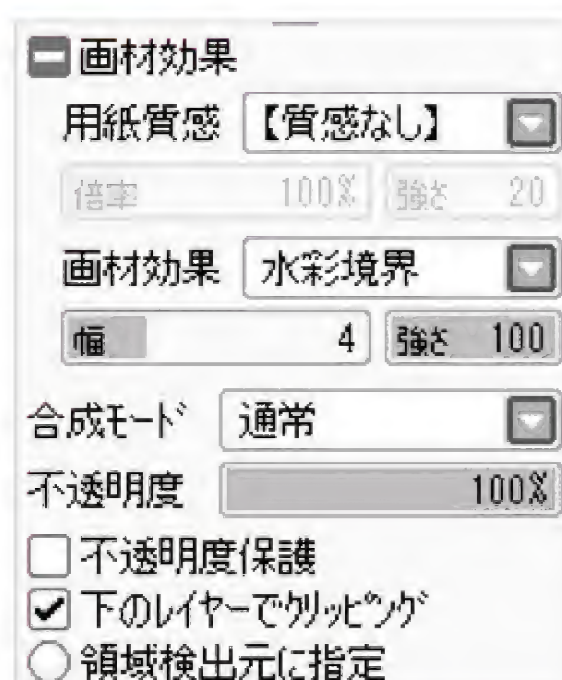 画材効果
用紙質感 【質感なし】
倍率 100% 強さ 20
画材効果 水彩境界
幅 4 強さ 100
合成ﾓｰﾄﾞ 通常
不透明度 100%
不透明度保護
下のﾚｲﾔｰでｸﾘｯﾋﾟﾝｸﾞ
領域検出元に指定